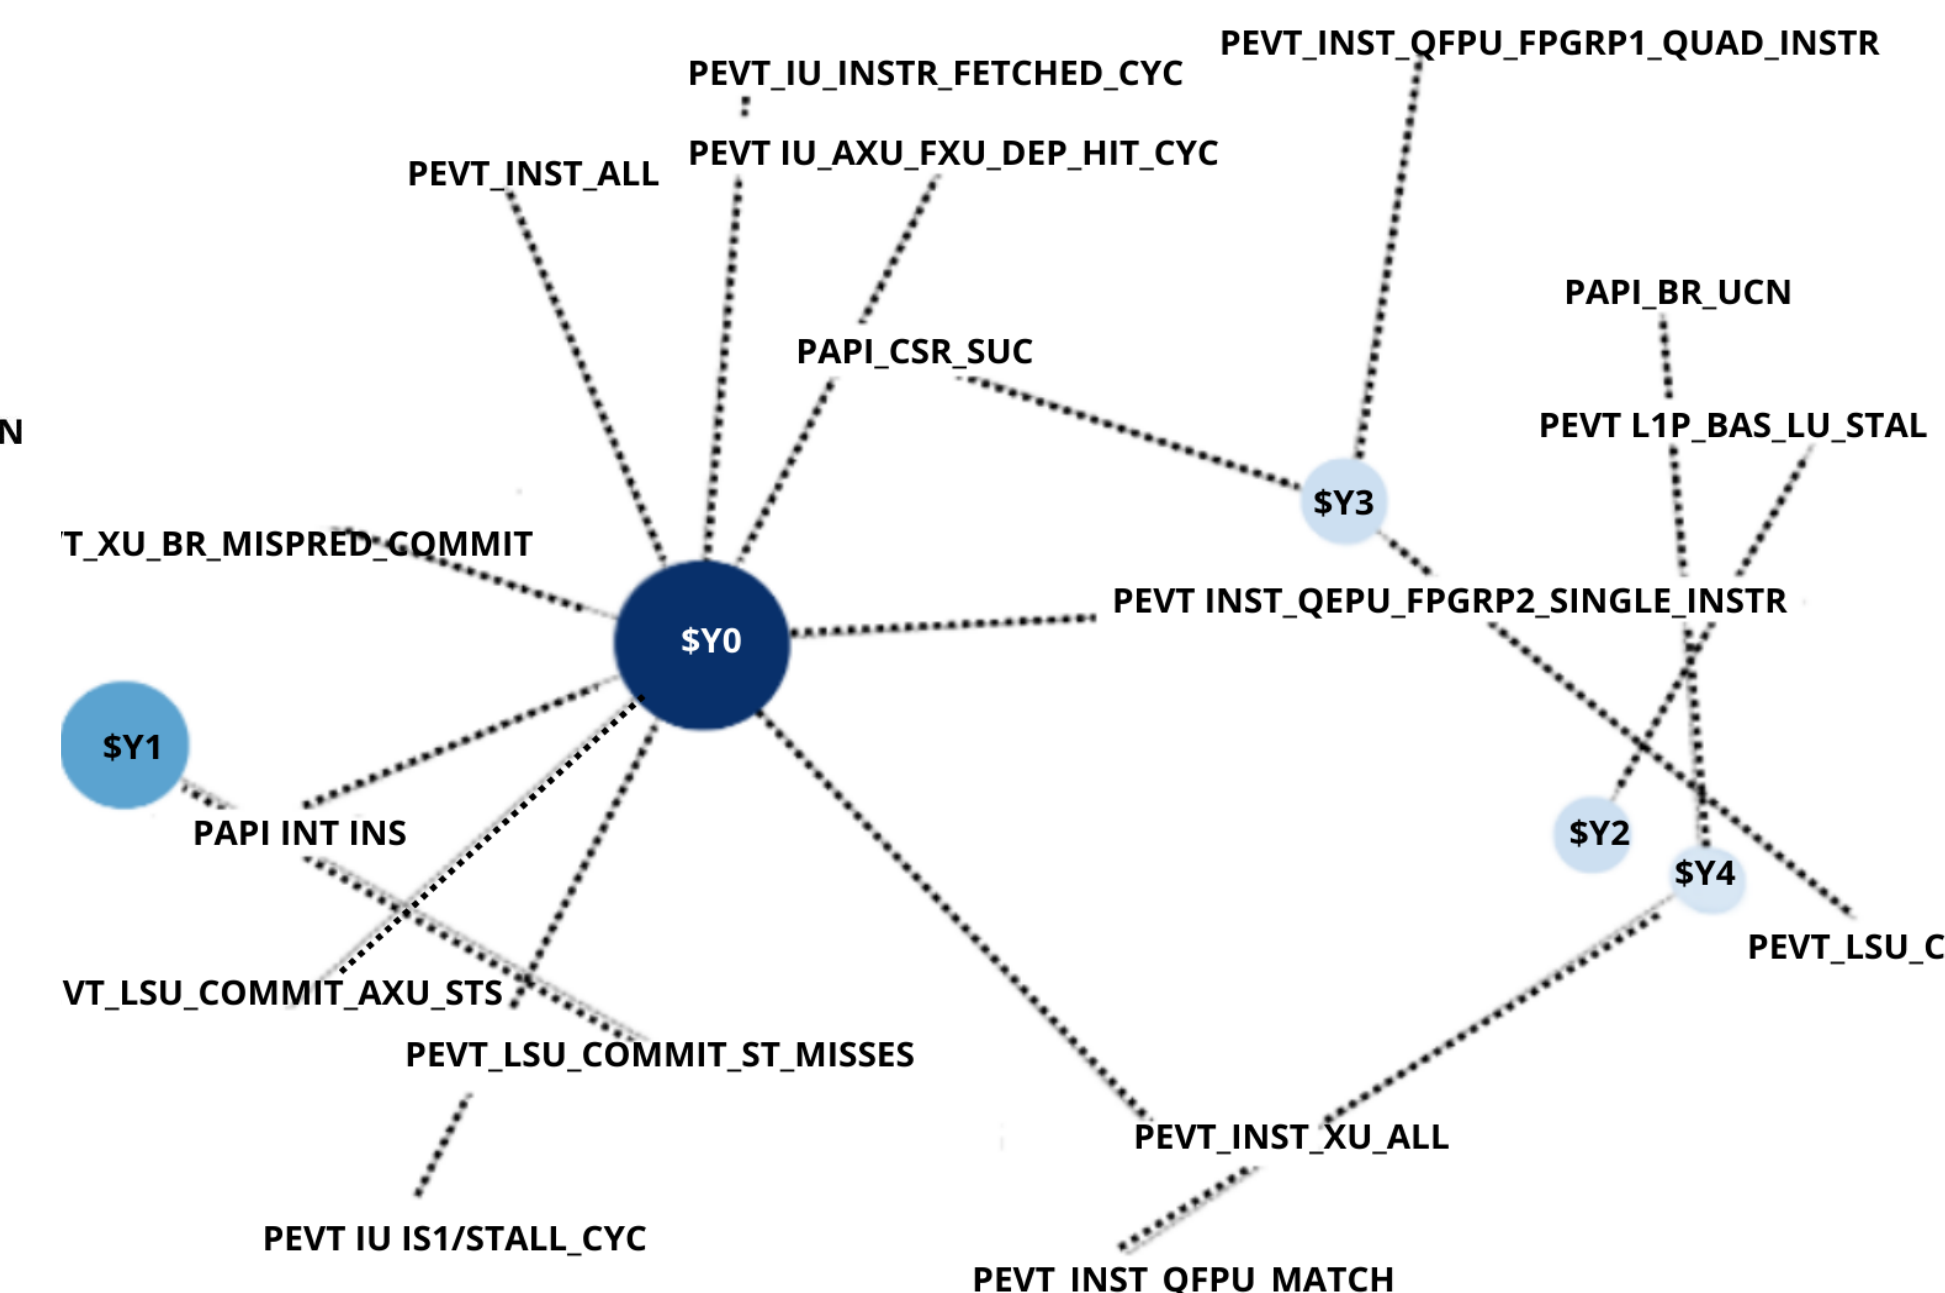 PEVT_INST_QFPU_FPGRP1_QUAD_INSTR
PEVT_IU_INSTR_FETCHED_CYC
PEVT IU_AXU_FXU_DEP_HIT_CYC
PEVT_INST_ALL
PAPI_BR_UCN
PAPI_CSR_SUC
PEVT L1P_BAS_LU_STAL
N
$Y3
T_XU_BR_MISPRED_COMMIT
PEVT INST_QEPU_FPGRP2_SINGLE_INSTR
$Y0
$Y1
PAPI INT INS
$Y2
$Y4
PEVT_LSU_C
VT_LSU_COMMIT_AXU_STS
PEVT_LSU_COMMIT_ST_MISSES
PEVT_INST_XU_ALL
PEVT IU IS1/STALL_CYC
PEVT INST QFPU MATCH